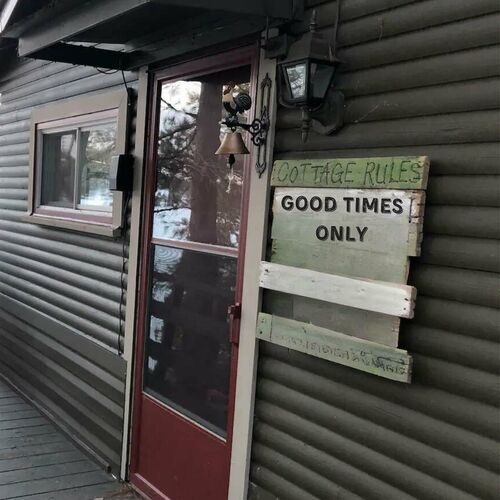 COTTAGE RULES
GOOD TIMES
ONLY